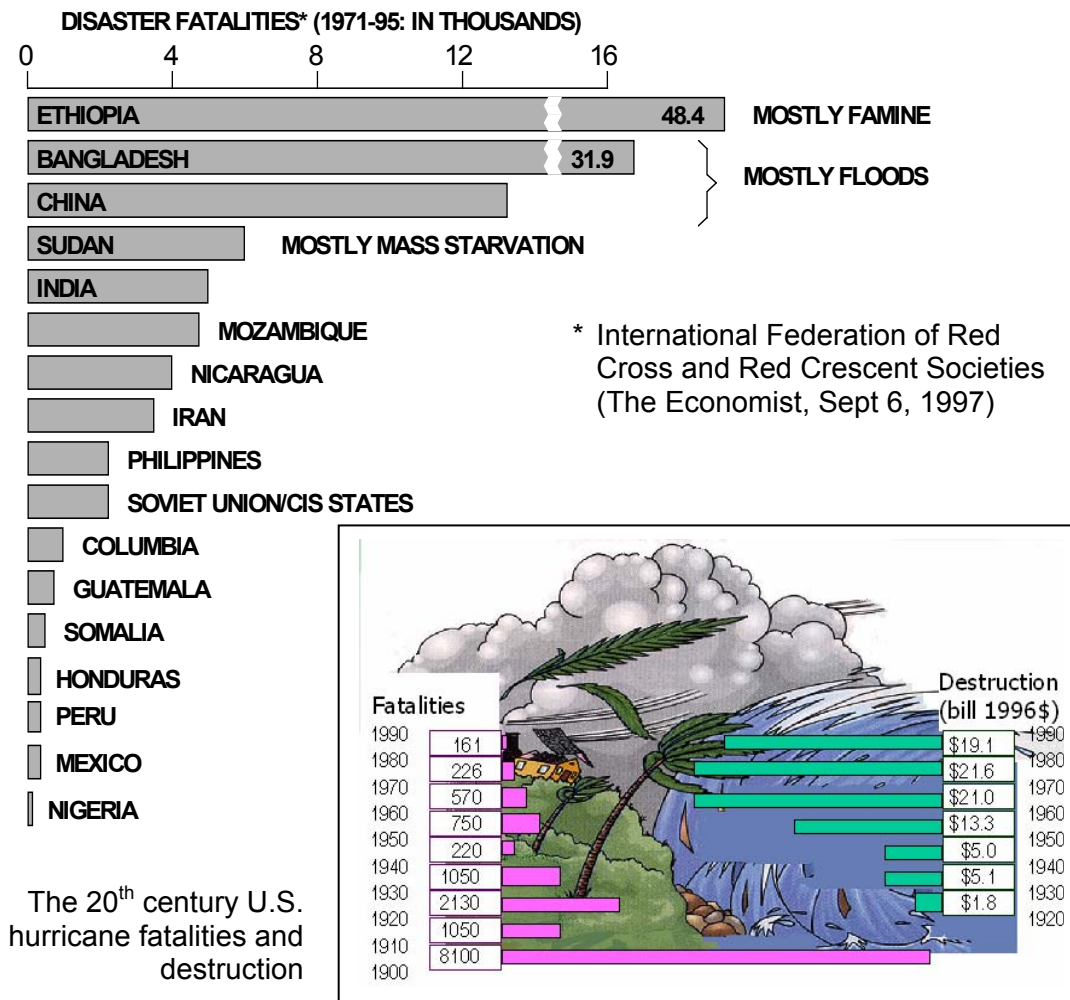 DISASTER FATALITIES* (1971-95: IN THOUSANDS)
0 4 8 12 16
ETHIOPIA 48.4 MOSTLY FAMINE
BANGLADESH 31.9
MOSTLY FLOODS
CHINA
SUDAN MOSTLY MASS STARVATION
INDIA
MOZAMBIQUE
NICARAGUA
IRAN
PHILIPPINES
SOVIET UNION/CIS STATES
COLUMBIA
GUATEMALA
SOMALIA
HONDURAS
PERU
MEXICO
NIGERIA
* International Federation of Red
Cross and Red Crescent Societies
(The Economist, Sept 6, 1997)
The 20th century U.S.
hurricane fatalities and
destruction
Fatalities
1990
161
1980
226
1970
570
1960
750
1950
220
1940
1050
1930
2130
1920
1050
1910
8100
1900
Destruction
(bill 1996$)
1990
$19.1
1980
$21.6
1970
$21.0
1960
$13.3
1950
$5.0
1940
$5.1
1930
$1.8
1920